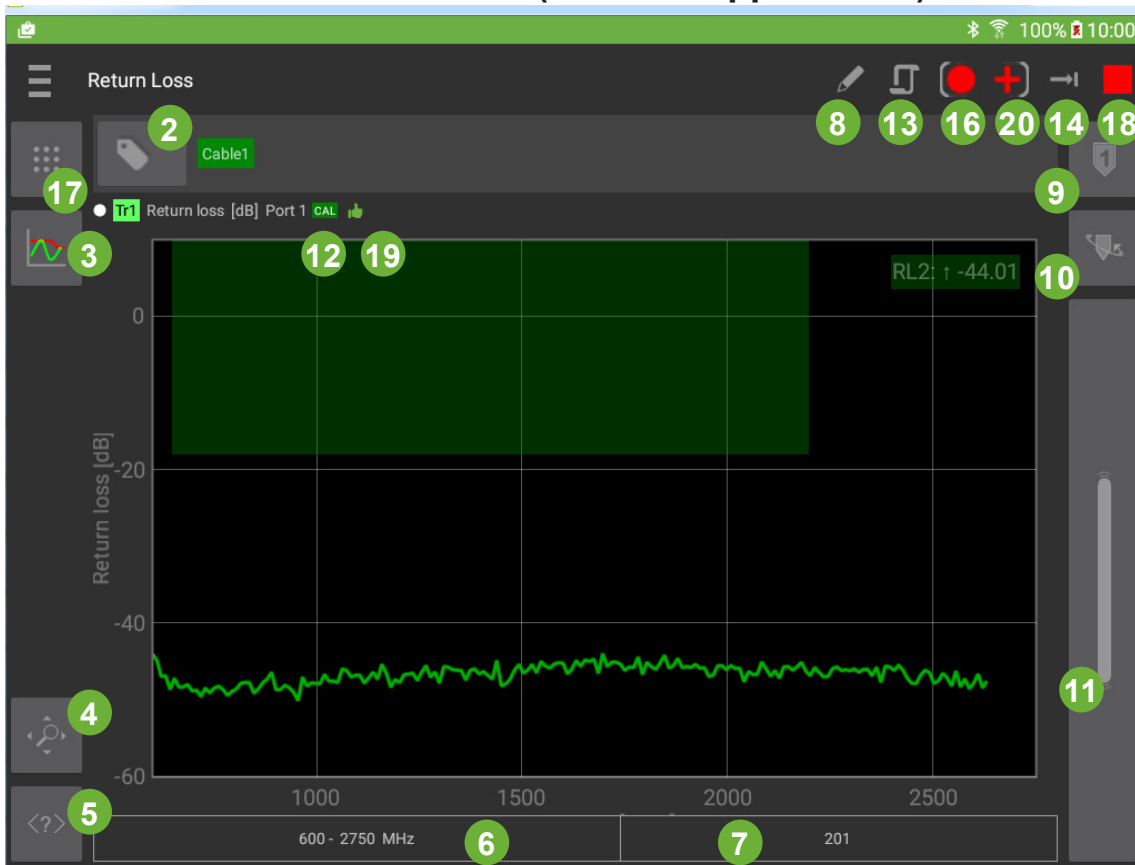 100% 10:00
Return Loss
8 13 16 20 14 18
2
Cable1
1
17
9
Tr1 Return loss [dB] Port 1 CAL
3
12 19
RL2: ↑ -44.01
10
0
Return loss [dB]
-20
-40
11
4
-60
1000 1500 2000 2500
5
<?>
600 - 2750 MHz
6
7
201